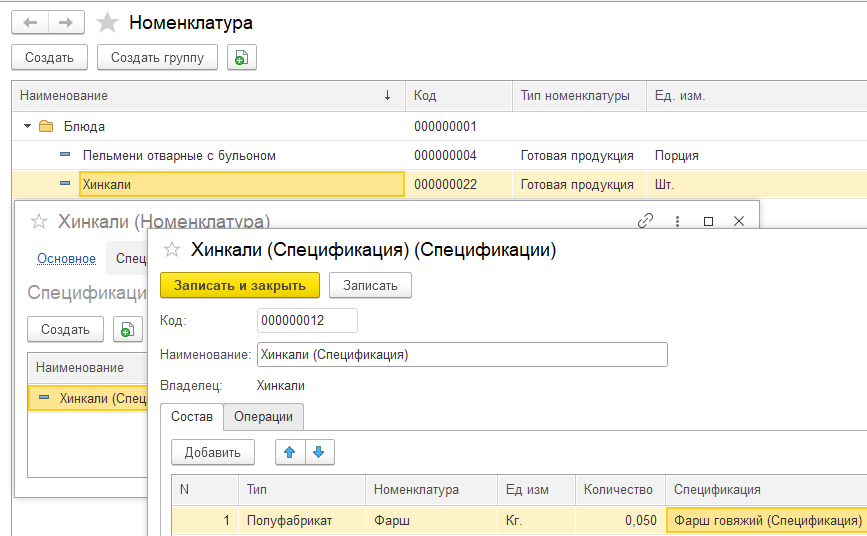 Номенклатура
Создать Создать группу
Наименование ↓ Код Тип номенклатуры Ед. изм.
Блюда 000000001
Пельмени отварные с бульоном 000000004 Готовая продукция Порция
Хинкали 000000022 Готовая продукция Шт.
Хинкали (Номенклатура)
Основное Спец
Спецификаци
Создать
Наименование
Хинкали (Спец
Хинкали (Спецификация) (Спецификации)
Записать и закрыть Записать
Код: 000000012
Наименование: Хинкали (Спецификация)
Владелец: Хинкали
Состав Операции
Добавить
N Тип Номенклатура Ед изм Количество Спецификация
1 Полуфабрикат Фарш Кг. 0,050 Фарш говяжий (Спецификация)